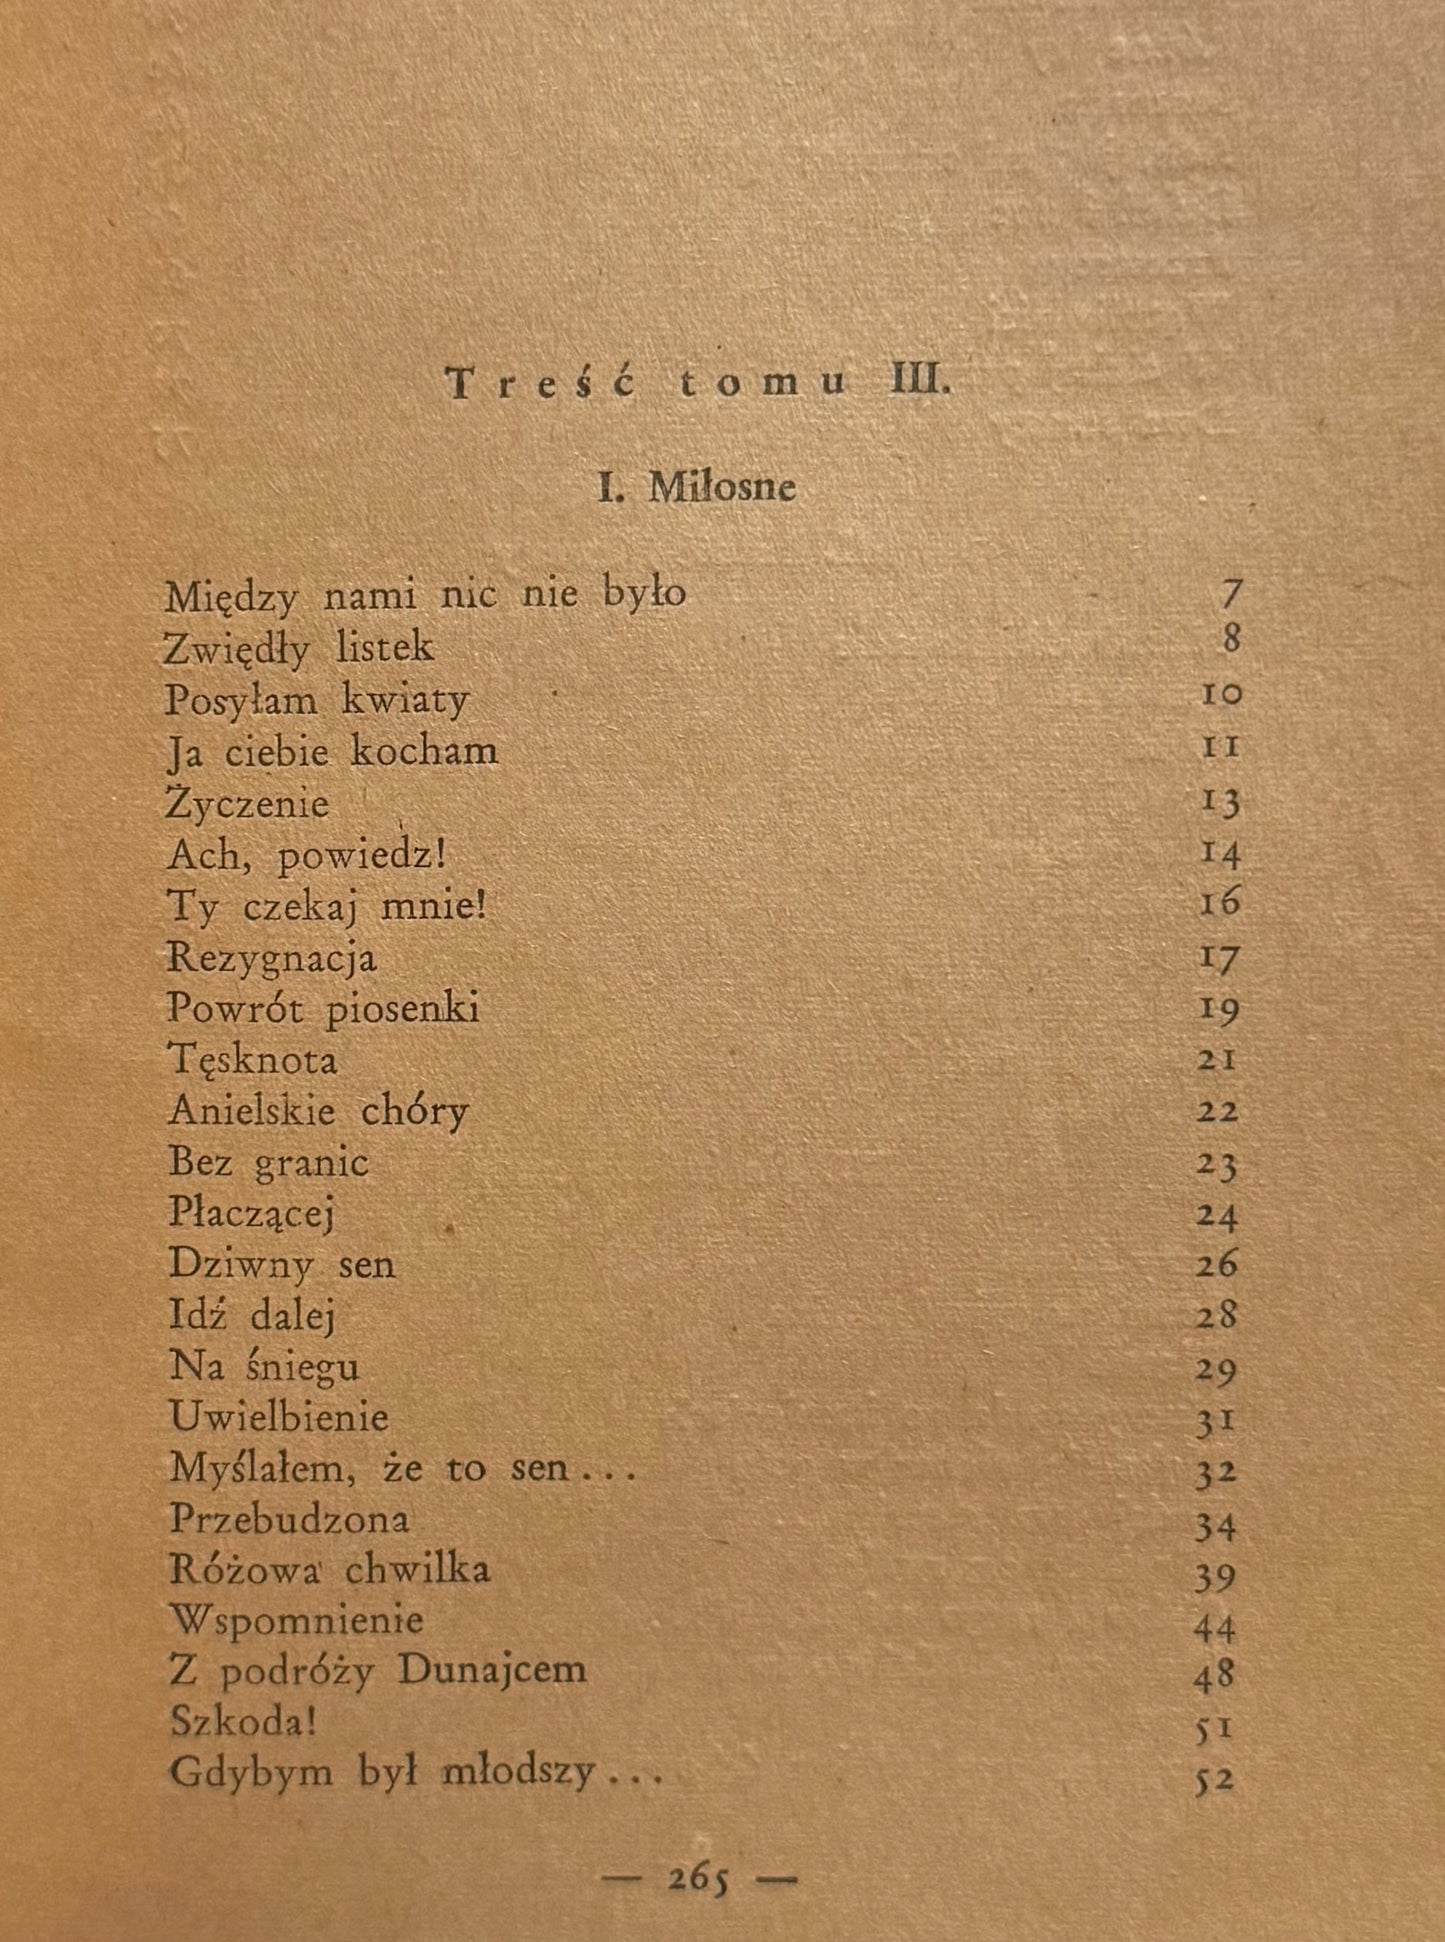 Treść tomu III.
I. Miłosne
Między nami nic nie było 7
Zwiędły listek 8
Posyłam kwiaty 10
Ja ciebie kocham 11
Życzenie 13
Ach, powiedz! 14
Ty czekaj mnie! 16
Rezygnacja 17
Powrót piosenki 19
Tęsknota 21
Anielskie chóry 22
Bez granic 23
Płaczącej 24
Dziwny sen 26
Idź dalej 28
Na śniegu 29
Uwielbienie 31
Myślałem, że to sen... 32
Przebudzona 34
Różowa chwilka 39
Wspomnienie 44
Z podróży Dunajcem 48
Szkoda! 51
Gdybym był młodszy... 52
— 265 —